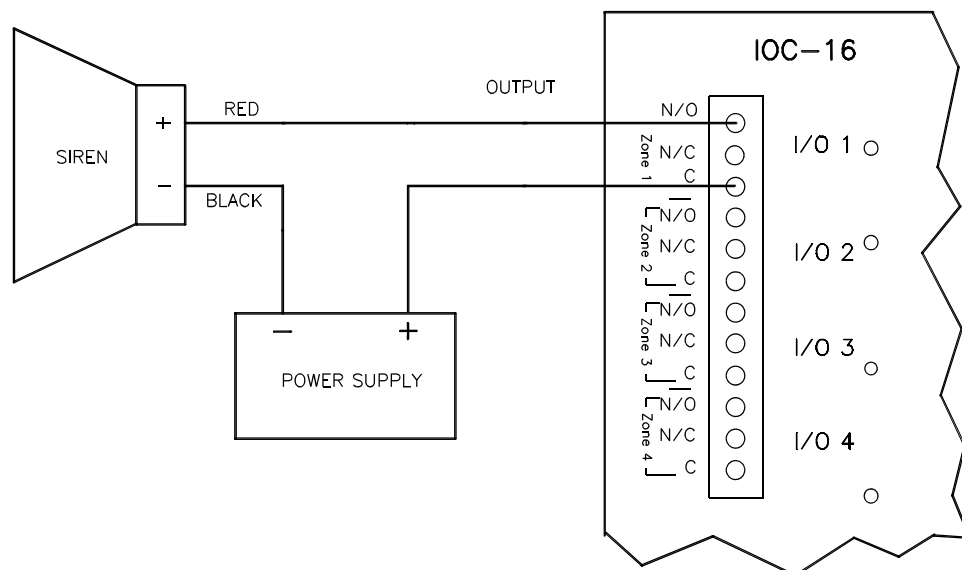 IOC-16
OUTPUT
RED
+
SIREN
-
BLACK
- +
POWER SUPPLY
Zone 1
N/O
N/C
C
I/O 1
Zone 2
N/O
N/C
C
I/O 2
Zone 3
N/O
N/C
C
I/O 3
Zone 4
N/O
N/C
C
I/O 4